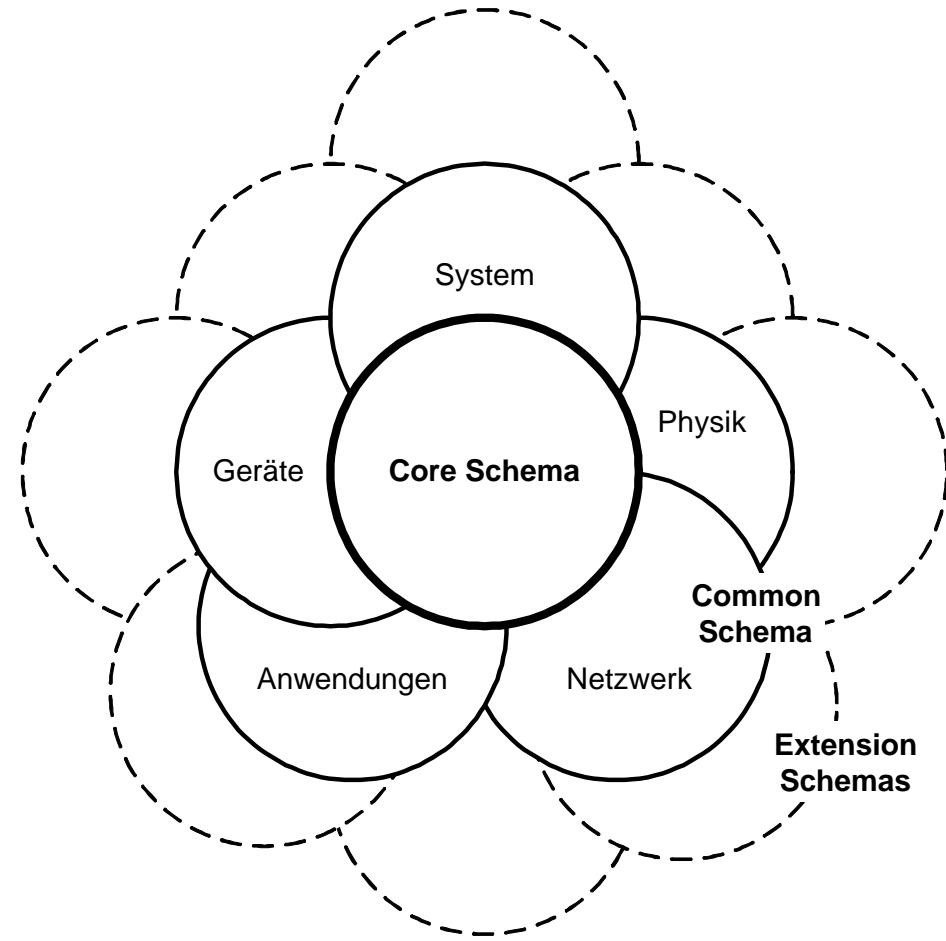 System
Physik
Geräte
Core Schema
Common
Schema
Anwendungen
Netzwerk
Extension
Schemas